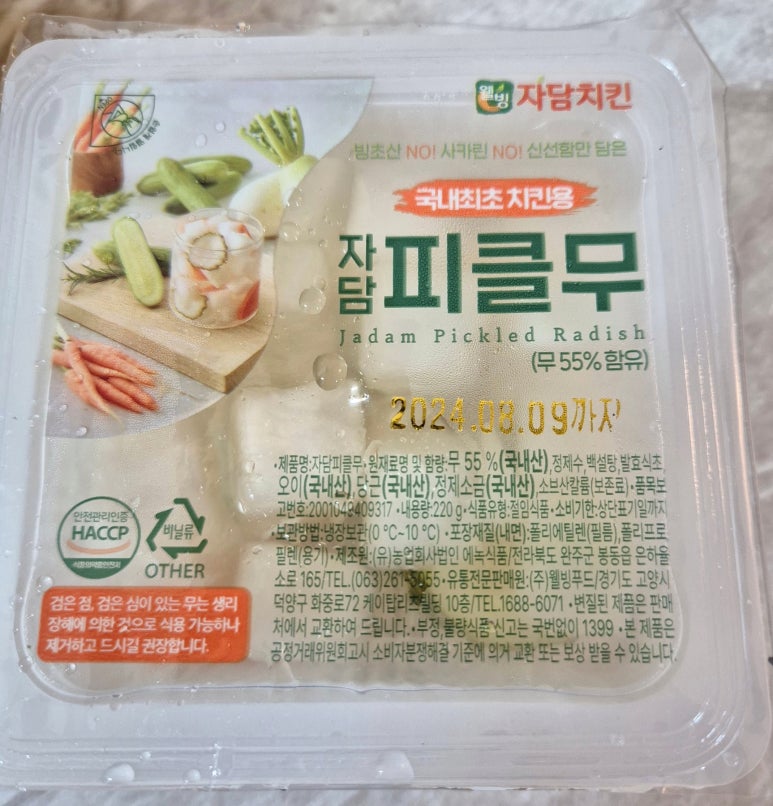 웰빙 자담치킨
빙초산 NO! 사카린 NO! 신선함만 담은
국내최초 치킨용
자담 피클무
Jadam Pickled Radish
(무 55% 함유)
2024.08.09까지
•제품명:자담피클무•원재료명 및 함량:무 55 %(국내산),정제수,백설탕,발효식초,
오이(국내산),당근(국내산),정제소금(국내산),소브산칼륨(보존료)•품목보
고번호:2001048409317•내용량:220 g•식품유형:절임식품•소비기한:상단표기일까지
•보관방법:냉장보관(0 °C~10 °C)•포장재질(내면):폴리에틸렌(필름),폴리프로
필렌(용기)•제조원:(유)농업회사법인 에녹식품/전라북도 완주군 봉동읍 은하율
소로 165/TEL.(063)261-5055•유통전문판매원:(주)웰빙푸드/경기도 고양시
덕양구 화중로72 10층/TEL.1688-6071•변질된 제품은 판매
처에서 교환하여 드립니다.•부정,불량식품 신고는 국번없이 1399•본 제품은
공정거래위원회고시 소비자분쟁해결 기준에 의거 교환 또는 보상 받을 수 있습니다.
안전관리인증
HACCP
식품의약품안전처
비닐류
OTHER
검은 점, 검은 심이 있는 무는 생리
장해에 의한 것으로 식용 가능하나
제거하고 드시길 권장합니다.